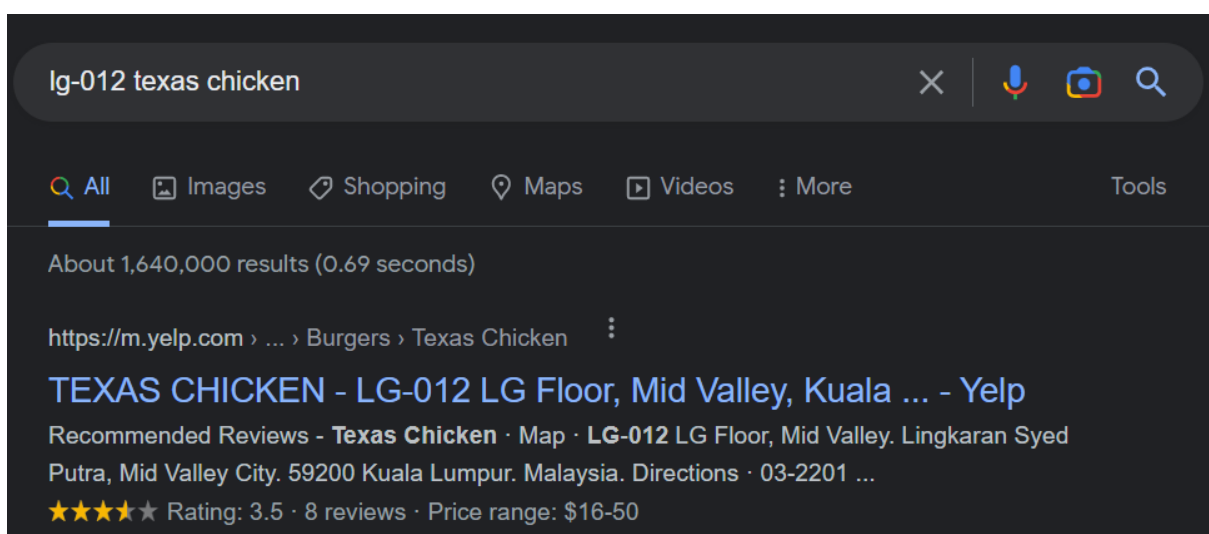 lg-012 texas chicken
All Images Shopping Maps Videos More Tools
About 1,640,000 results (0.69 seconds)
https://m.yelp.com › ... › Burgers › Texas Chicken
TEXAS CHICKEN - LG-012 LG Floor, Mid Valley, Kuala ... - Yelp
Recommended Reviews - Texas Chicken · Map · LG-012 LG Floor, Mid Valley. Lingkaran Syed
Putra, Mid Valley City. 59200 Kuala Lumpur. Malaysia. Directions · 03-2201 ...
Rating: 3.5 · 8 reviews · Price range: $16-50